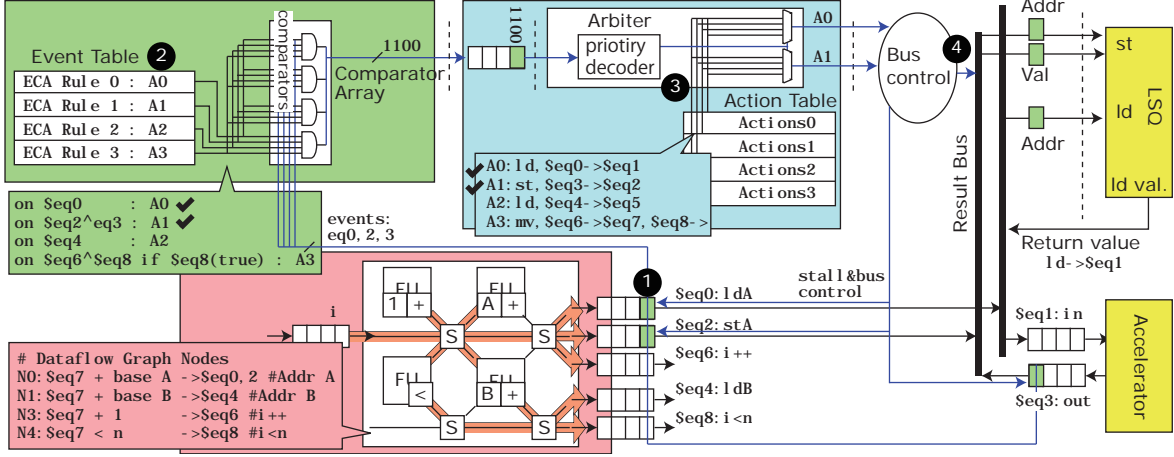 Event Table 2
ECA Rule 0 : A0
ECA Rule 1 : A1
ECA Rule 2 : A2
ECA Rule 3 : A3
comparators
1100
Comparator
Array
on $eq0 : A0
on $eq2^eq3 : A1
on $eq4 : A2
on $eq6^$eq8 if $eq8(true) : A3
events:
eq0, 2, 3
1100
Arbiter
priotiry
decoder
3
A0
A1
Action Table
Actions0
Actions1
Actions2
Actions3
A0: ld, $eq0->$eq1
A1: st, $eq3->$eq2
A2: ld, $eq4->$eq5
A3: mv, $eq6->$eq7, $eq8->
Bus
control
4
Result Bus
Addr
Val
Addr
st
ld
LSQ
ld val.
Return value
ld->$eq1
stall&bus
control
1
i
FU
1 +
FU
A +
S
S
FU
<
FU
B +
S
S
$eq0: ldA
$eq2: stA
$eq6: i++
$eq4: ldB
$eq8: i<n
$eq1: in
$eq3: out
Accelerator
# Dataflow Graph Nodes
N0: $eq7 + base A ->$eq0, 2 #Addr A
N1: $eq7 + base B ->$eq4 #Addr B
N3: $eq7 + 1 ->$eq6 #i++
N4: $eq7 < n ->$eq8 #i<n